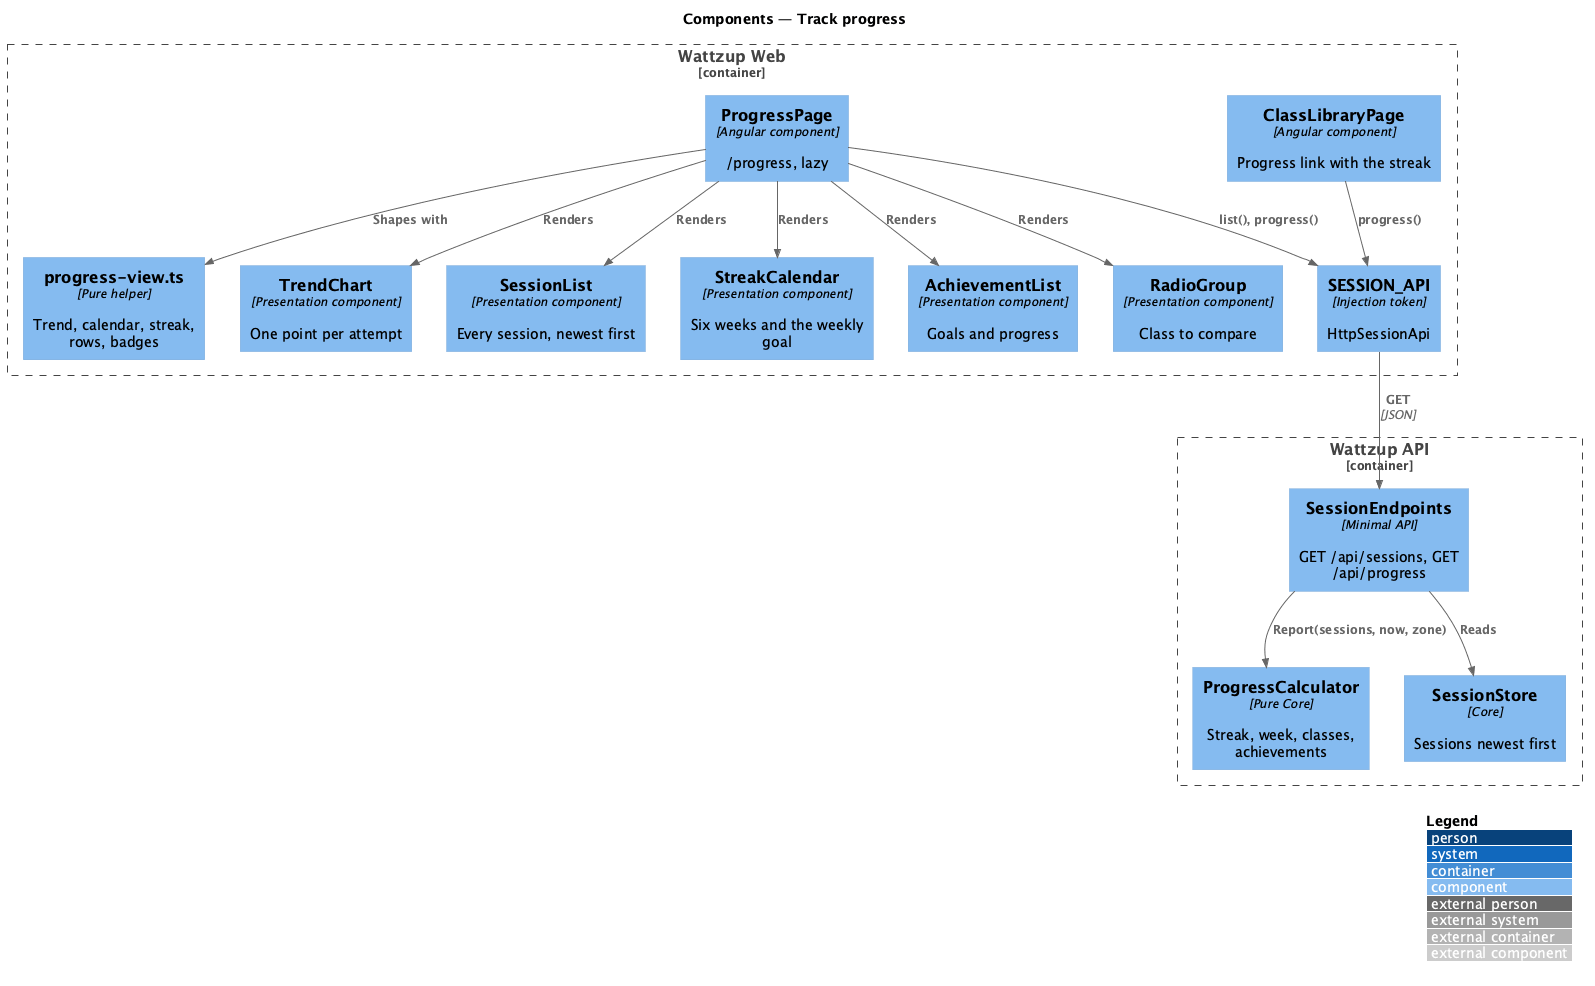 Components — Track progress
Wattzup Web
[container]
ProgressPage
[Angular component]
/progress, lazy
ClassLibraryPage
[Angular component]
Progress link with the streak
Shapes with
Renders
Renders
Renders
Renders
Renders
list(), progress()
progress()
progress-view.ts
[Pure helper]
Trend, calendar, streak,
rows, badges
TrendChart
[Presentation component]
One point per attempt
SessionList
[Presentation component]
Every session, newest first
StreakCalendar
[Presentation component]
Six weeks and the weekly
goal
AchievementList
[Presentation component]
Goals and progress
RadioGroup
[Presentation component]
Class to compare
SESSION_API
[Injection token]
HttpSessionApi
GET
[JSON]
Wattzup API
[container]
SessionEndpoints
[Minimal API]
GET /api/sessions, GET
/api/progress
Report(sessions, now, zone)
Reads
ProgressCalculator
[Pure Core]
Streak, week, classes,
achievements
SessionStore
[Core]
Sessions newest first
Legend
person
system
container
component
external person
external system
external container
external component